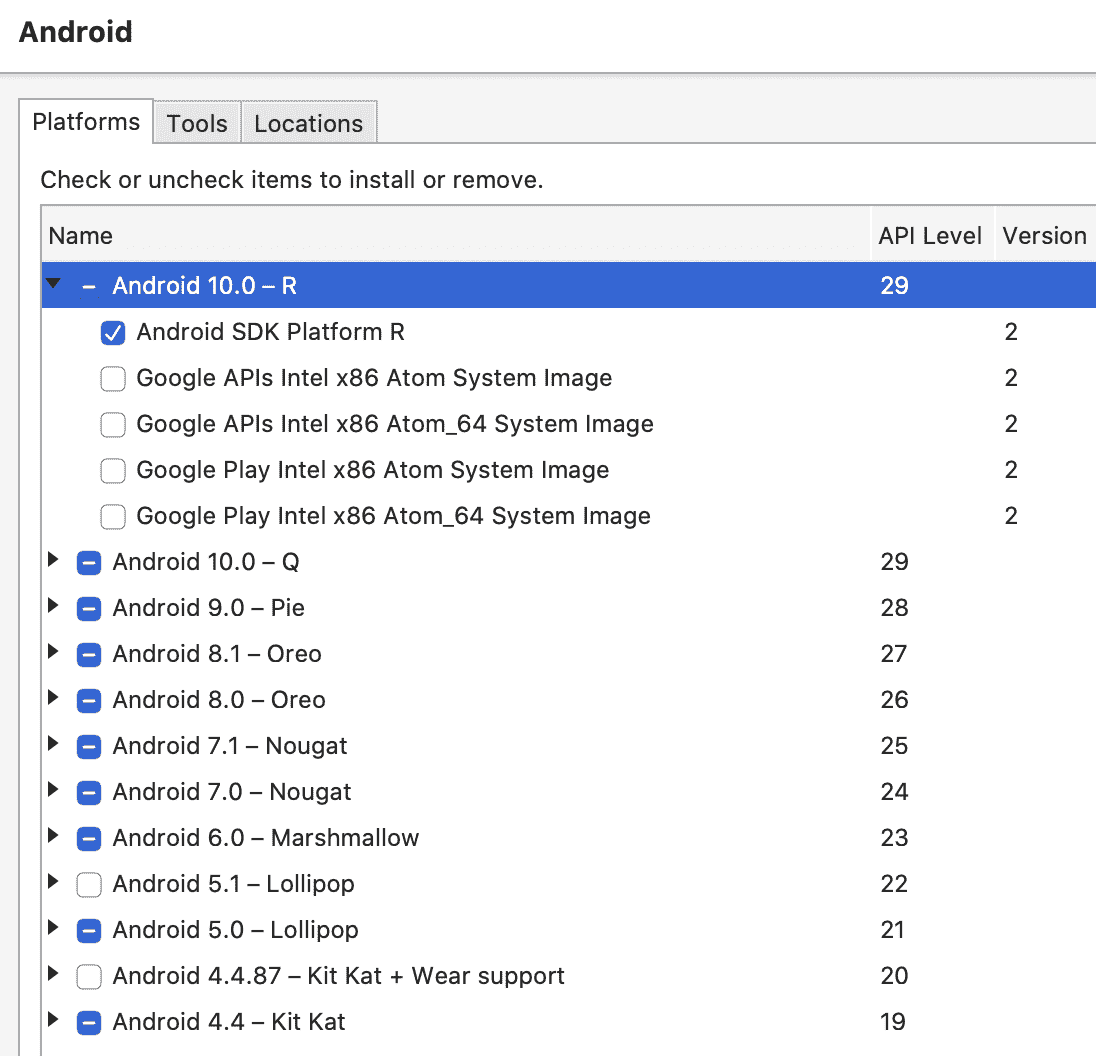 Android
Platforms Tools Locations
Check or uncheck items to install or remove.
Name API Level Version
Android 10.0 – R 29
Android SDK Platform R 2
Google APIs Intel x86 Atom System Image 2
Google APIs Intel x86 Atom_64 System Image 2
Google Play Intel x86 Atom System Image 2
Google Play Intel x86 Atom_64 System Image 2
Android 10.0 – Q 29
Android 9.0 – Pie 28
Android 8.1 – Oreo 27
Android 8.0 – Oreo 26
Android 7.1 – Nougat 25
Android 7.0 – Nougat 24
Android 6.0 – Marshmallow 23
Android 5.1 – Lollipop 22
Android 5.0 – Lollipop 21
Android 4.4.87 – Kit Kat + Wear support 20
Android 4.4 – Kit Kat 19